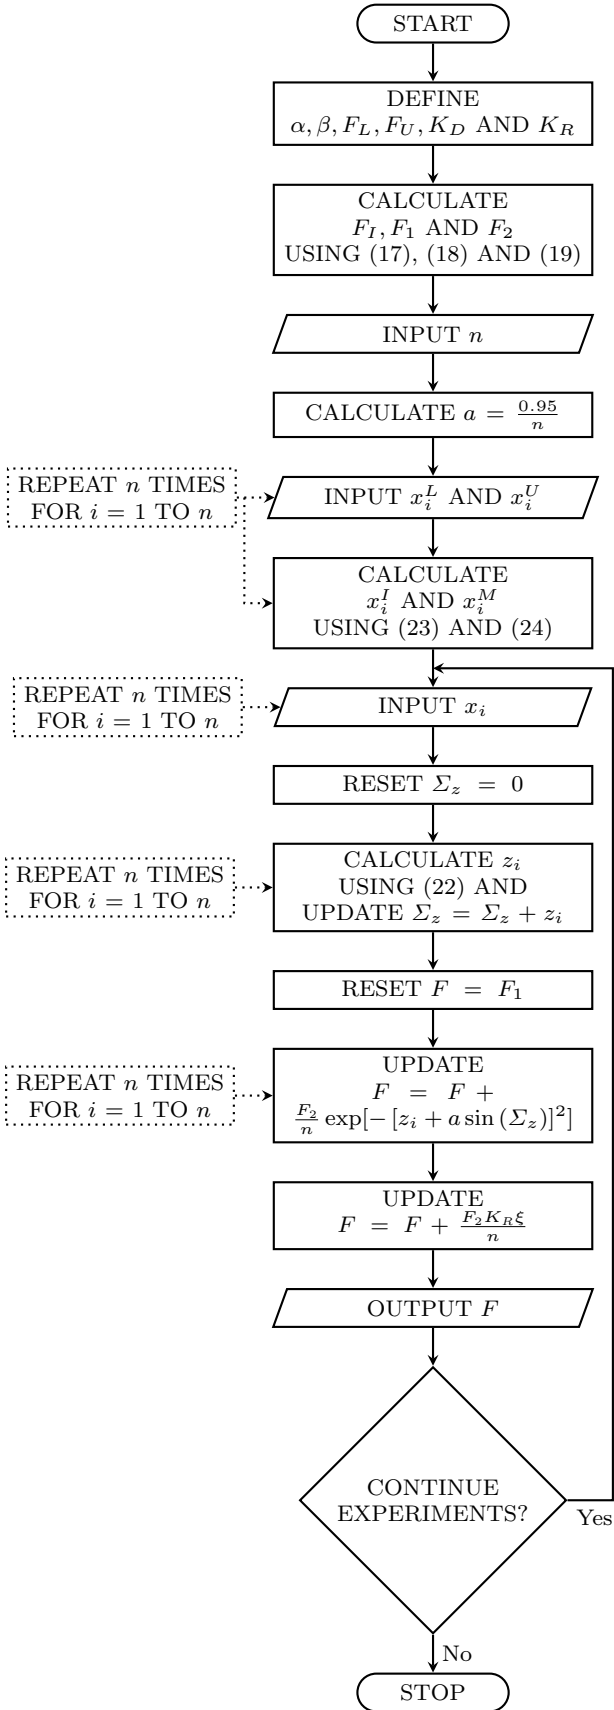 START
DEFINE
α, β, F_L, F_U, K_D AND K_R
CALCULATE
F_I, F_1 AND F_2
USING (17), (18) AND (19)
INPUT n
CALCULATE a = 0.95/n
REPEAT n TIMES
FOR i = 1 TO n
INPUT x_i^L AND x_i^U
CALCULATE
x_i^I AND x_i^M
USING (23) AND (24)
REPEAT n TIMES
FOR i = 1 TO n
INPUT x_i
RESET Σ_z = 0
REPEAT n TIMES
FOR i = 1 TO n
CALCULATE z_i
USING (22) AND
UPDATE Σ_z = Σ_z + z_i
RESET F = F_1
REPEAT n TIMES
FOR i = 1 TO n
UPDATE
F = F +
F_2/n exp[− [z_i + a sin (Σ_z)]^2]
UPDATE
F = F + F_2 K_R ξ/n
OUTPUT F
CONTINUE
EXPERIMENTS?
Yes
No
STOP